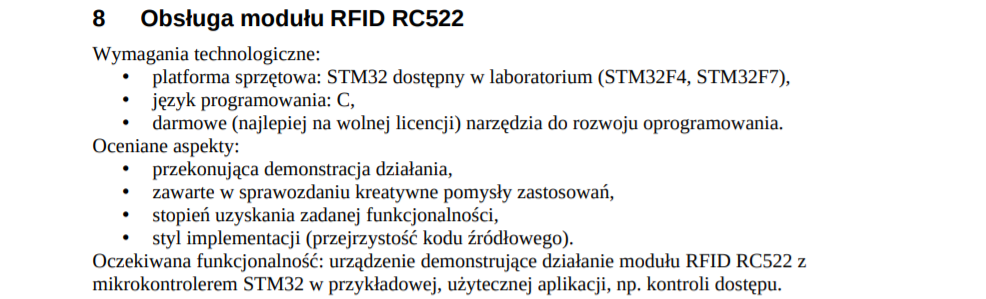 8 Obsługa modułu RFID RC522
Wymagania technologiczne:
• platforma sprzętowa: STM32 dostępny w laboratorium (STM32F4, STM32F7),
• język programowania: C,
• darmowe (najlepiej na wolnej licencji) narzędzia do rozwoju oprogramowania.
Oceniane aspekty:
• przekonująca demonstracja działania,
• zawarte w sprawozdaniu kreatywne pomysły zastosowań,
• stopień uzyskania zadanej funkcjonalności,
• styl implementacji (przejrzystość kodu źródłowego).
Oczekiwana funkcjonalność: urządzenie demonstrujące działanie modułu RFID RC522 z
mikrokontrolerem STM32 w przykładowej, użytecznej aplikacji, np. kontroli dostępu.